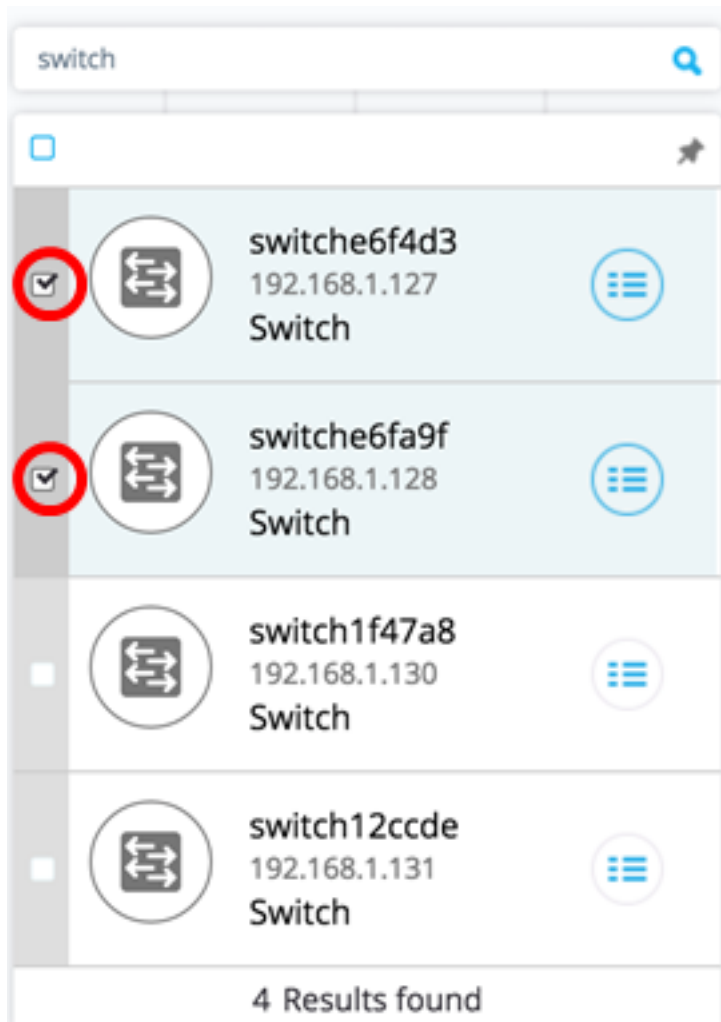 switch
switche6f4d3
192.168.1.127
Switch
switche6fa9f
192.168.1.128
Switch
switch1f47a8
192.168.1.130
Switch
switch12ccde
192.168.1.131
Switch
4 Results found